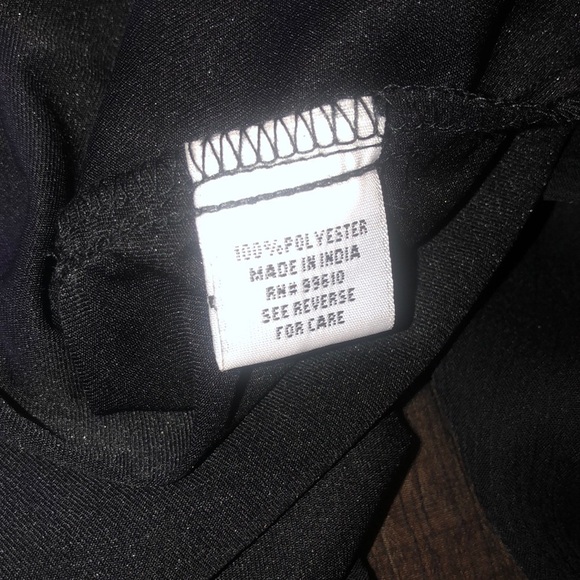 100% POLYESTER
MADE IN INDIA
RN# 99610
SEE REVERSE
FOR CARE